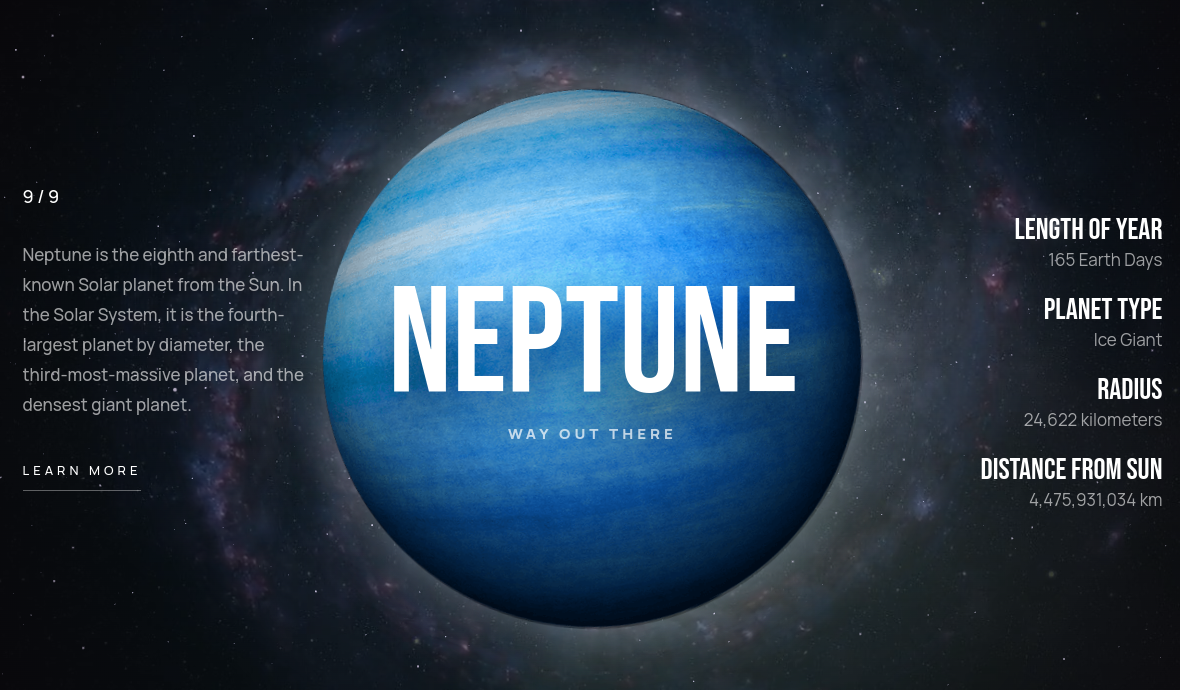 9/9
Neptune is the eighth and farthest-
known Solar planet from the Sun. In
the Solar System, it is the fourth-
largest planet by diameter, the
third-most-massive planet, and the
densest giant planet.
LEARN MORE
NEPTUNE
WAY OUT THERE
LENGTH OF YEAR
165 Earth Days
PLANET TYPE
Ice Giant
RADIUS
24,622 kilometers
DISTANCE FROM SUN
4,475,931,034 km